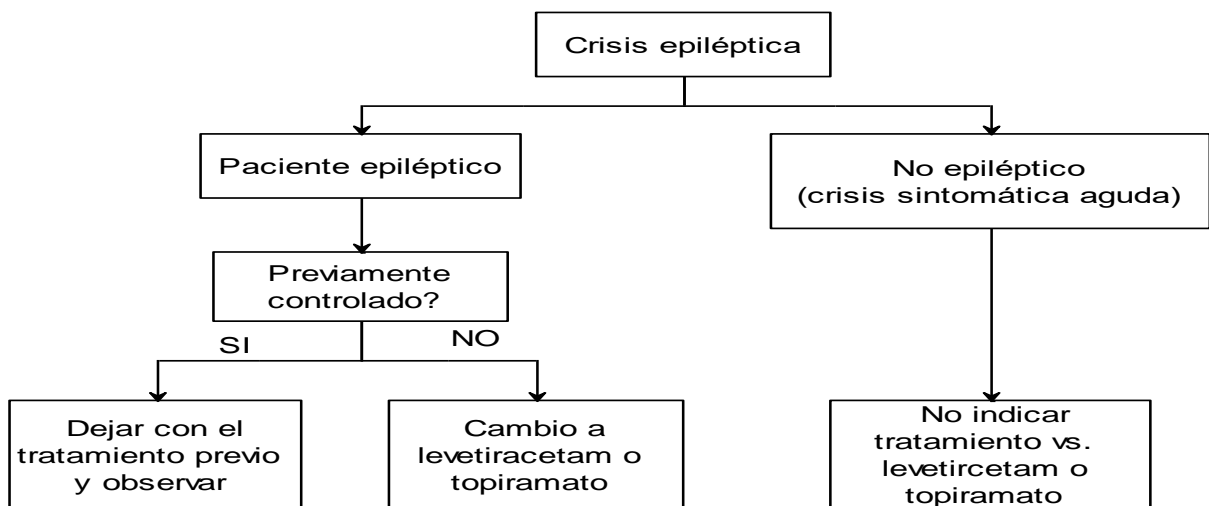 Crisis epiléptica
Paciente epiléptico
No epiléptico
(crisis sintomática aguda)
Previamente
controlado?
SI
NO
Dejar con el
tratamiento previo
y observar
Cambio a
levetiracetam o
topiramato
No indicar
tratamiento vs.
levetircetam o
topiramato